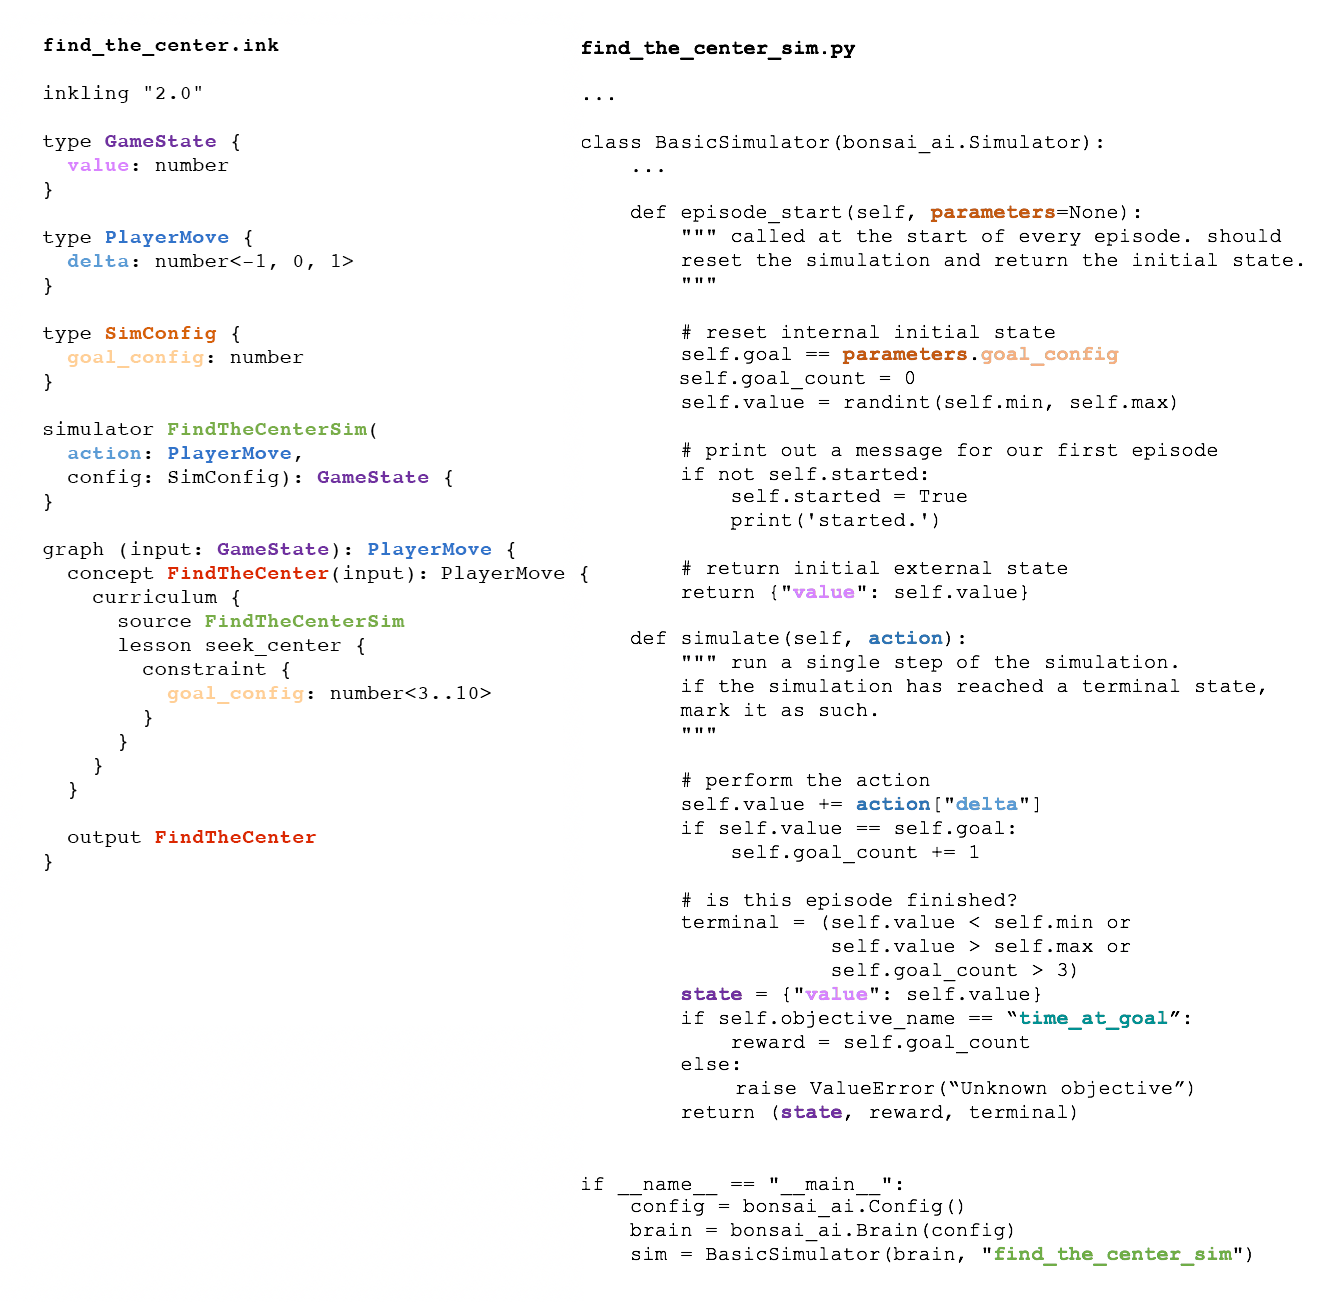 find_the_center.ink
inkling "2.0"
type GameState {
  value: number
}
type PlayerMove {
  delta: number<-1, 0, 1>
}
type SimConfig {
  goal_config: number
}
simulator FindTheCenterSim(
  action: PlayerMove,
  config: SimConfig): GameState {
}
graph (input: GameState): PlayerMove {
  concept FindTheCenter(input): PlayerMove {
    curriculum {
      source FindTheCenterSim
      lesson seek_center {
        constraint {
          goal_config: number<3..10>
        }
      }
    }
  }
  output FindTheCenter
}
find_the_center_sim.py
...
class BasicSimulator(bonsai_ai.Simulator):
    ...
    def episode_start(self, parameters=None):
        """ called at the start of every episode. should
        reset the simulation and return the initial state.
        """
        # reset internal initial state
        self.goal == parameters.goal_config
        self.goal_count = 0
        self.value = randint(self.min, self.max)
        # print out a message for our first episode
        if not self.started:
            self.started = True
            print('started.')
        # return initial external state
        return {"value": self.value}
    def simulate(self, action):
        """ run a single step of the simulation.
        if the simulation has reached a terminal state,
        mark it as such.
        """
        # perform the action
        self.value += action["delta"]
        if self.value == self.goal:
            self.goal_count += 1
        # is this episode finished?
        terminal = (self.value < self.min or
                    self.value > self.max or
                    self.goal_count > 3)
        state = {"value": self.value}
        if self.objective_name == “time_at_goal”:
            reward = self.goal_count
        else:
            raise ValueError(“Unknown objective”)
        return (state, reward, terminal)
if __name__ == "__main__":
    config = bonsai_ai.Config()
    brain = bonsai_ai.Brain(config)
    sim = BasicSimulator(brain, "find_the_center_sim")